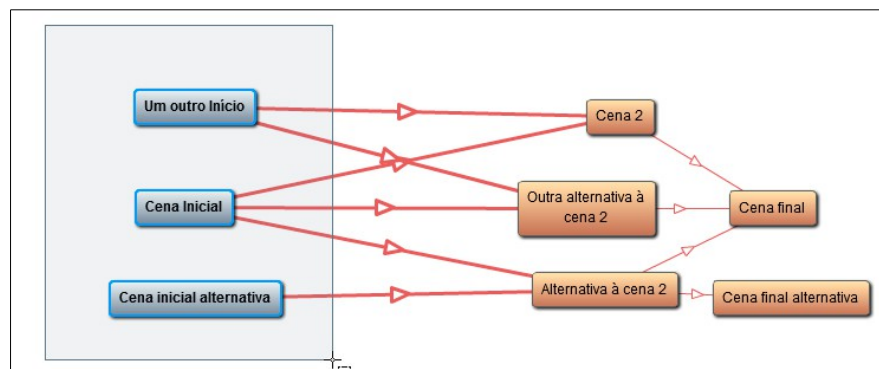 Um outro Início
Cena 2
Cena Inicial
Outra alternativa à
cena 2
Cena final
Cena inicial alternativa
Alternativa à cena 2
Cena final alternativa